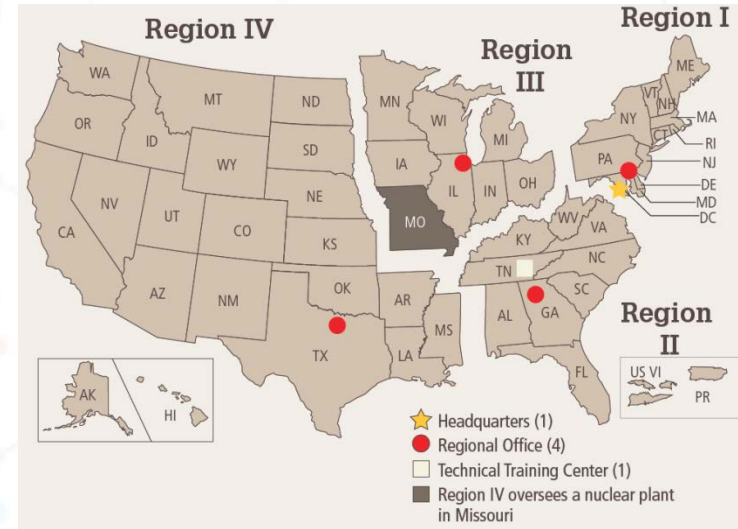 Region I
Region IV
Region
III
WA
MT
ND
MN
ME
VT
NH
OR
ID
SD
WI
MI
NY
MA
CT
RI
WY
IA
PA
NJ
NE
IL
IN
OH
DE
NV
UT
CO
MO
WV
MD
DC
CA
KS
KY
VA
TN
NC
AZ
NM
OK
AR
SC
MS
AL
GA
Region
II
TX
LA
FL
US VI
PR
AK
HI
Headquarters (1)
Regional Office (4)
Technical Training Center (1)
Region IV oversees a nuclear plant
in Missouri